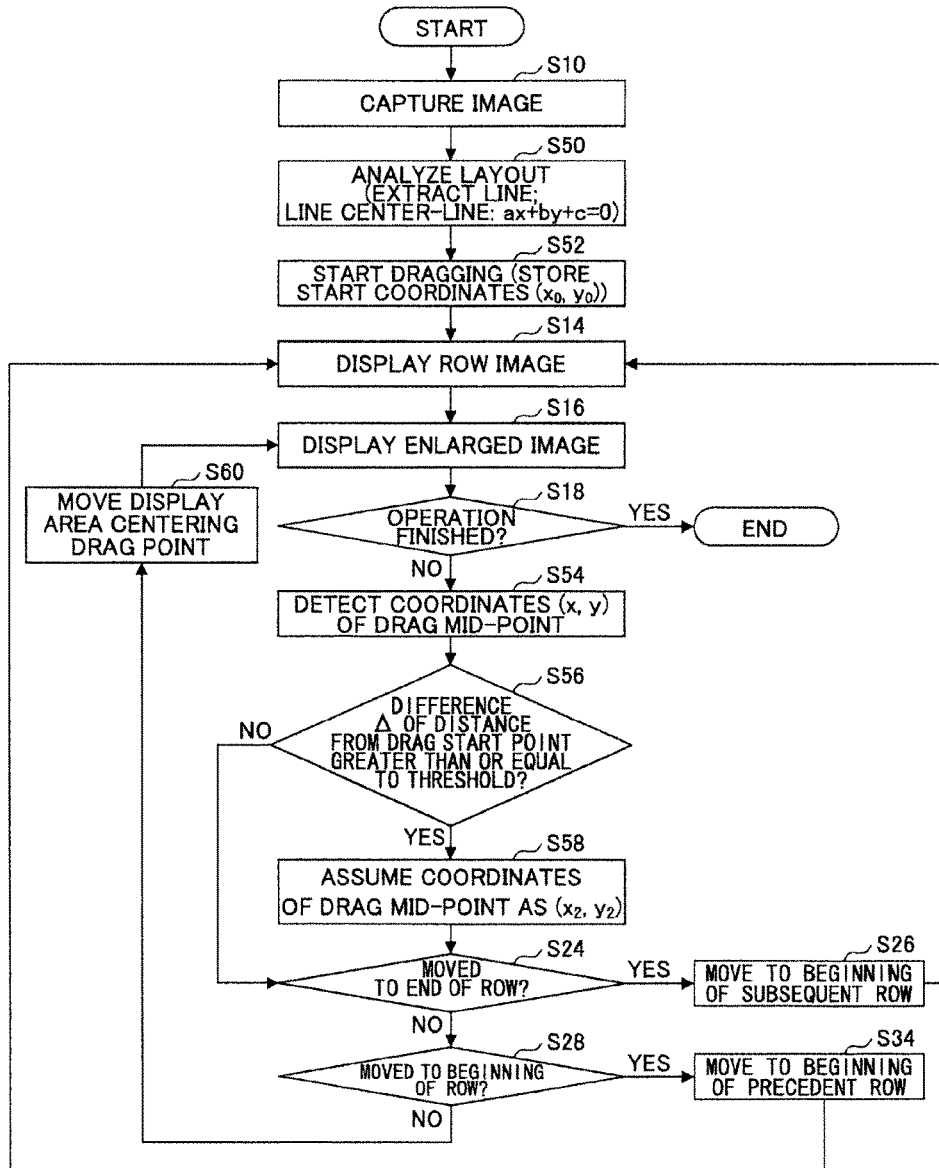 START
S10
CAPTURE IMAGE
S50
ANALYZE LAYOUT
(EXTRACT LINE;
LINE CENTER-LINE: ax+by+c=0)
S52
START DRAGGING (STORE
START COORDINATES (x₀, y₀))
S14
DISPLAY ROW IMAGE
S16
DISPLAY ENLARGED IMAGE
S60
MOVE DISPLAY
AREA CENTERING
DRAG POINT
S18
OPERATION
FINISHED?
YES
END
NO
S54
DETECT COORDINATES (x, y)
OF DRAG MID-POINT
S56
DIFFERENCE
Δ OF DISTANCE
FROM DRAG START POINT
GREATER THAN OR EQUAL
TO THRESHOLD?
NO
YES
S58
ASSUME COORDINATES
OF DRAG MID-POINT AS (x₂, y₂)
S24
MOVED
TO END OF ROW?
YES
S26
MOVE TO BEGINNING
OF SUBSEQUENT ROW
NO
S28
MOVED TO BEGINNING
OF ROW?
YES
S34
MOVE TO BEGINNING
OF PRECEDENT ROW
NO